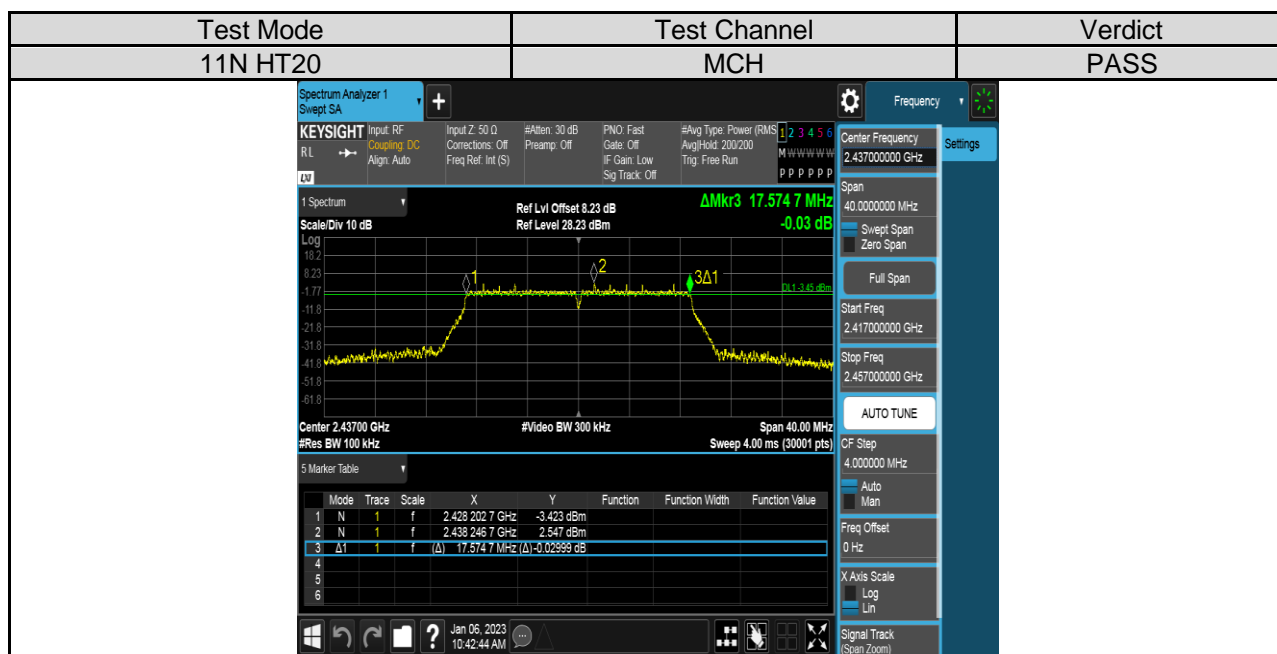 Test Mode Test Channel Verdict
11N HT20 MCH PASS
Spectrum Analyzer 1
Swept SA
+
Frequency
KEYSIGHT Input: RF Input Z: 50 Ω #Atten: 30 dB PNO: Fast #Avg Type: Power (RMS 1 2 3 4 5 6
RL Coupling: DC Corrections: Off Preamp: Off Gate: Off Avg|Hold: 200/200 M W W W W W
Align: Auto Freq Ref: Int (S) IF Gain: Low Trig: Free Run
LXI Sig Track: Off P P P P P P
Center Frequency
2.437000000 GHz
Settings
Span
40.0000000 MHz
Swept Span
Zero Span
Full Span
Start Freq
2.417000000 GHz
Stop Freq
2.457000000 GHz
AUTO TUNE
CF Step
4.000000 MHz
Auto
Man
Freq Offset
0 Hz
X Axis Scale
Log
Lin
Signal Track
(Span Zoom)
1 Spectrum Ref Lvl Offset 8.23 dB ΔMkr3 17.574 7 MHz
Scale/Div 10 dB Ref Level 28.23 dBm -0.03 dB
Log
18.2
8.23
-1.77
-11.8
-21.8
-31.8
-41.8
-51.8
-61.8
1
2
3Δ1
DL1 -3.45 dBm
Center 2.43700 GHz #Video BW 300 kHz Span 40.00 MHz
#Res BW 100 kHz Sweep 4.00 ms (30001 pts)
5 Marker Table
Mode Trace Scale X Y Function Function Width Function Value
1 N 1 f 2.428 202 7 GHz -3.423 dBm
2 N 1 f 2.438 246 7 GHz 2.547 dBm
3 Δ1 1 f (Δ) 17.574 7 MHz (Δ) -0.02999 dB
4
5
6
? Jan 06, 2023
10:42:44 AM